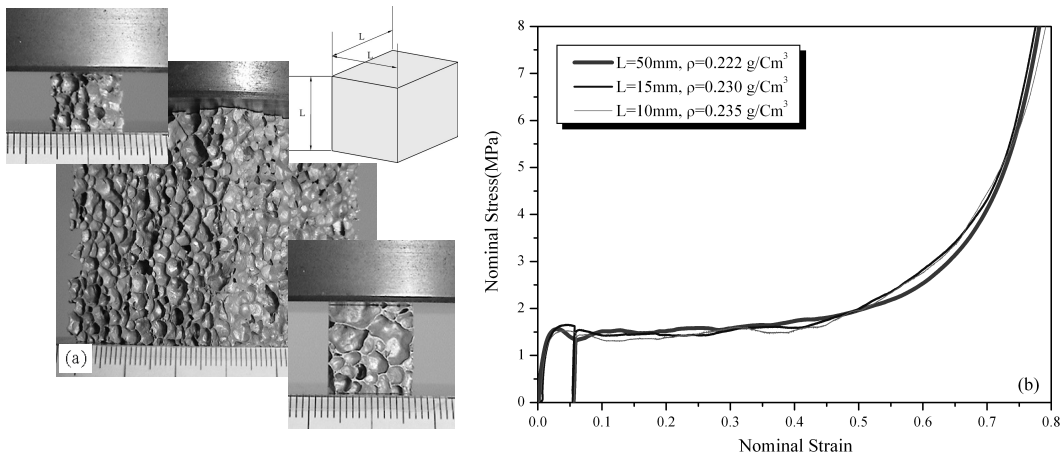 L
L
L
(a)
8
7
6
5
4
3
2
1
0
Nominal Stress(MPa)
L=50mm, ρ=0.222 g/Cm³
L=15mm, ρ=0.230 g/Cm³
L=10mm, ρ=0.235 g/Cm³
(b)
0.0 0.1 0.2 0.3 0.4 0.5 0.6 0.7 0.8
Nominal Strain